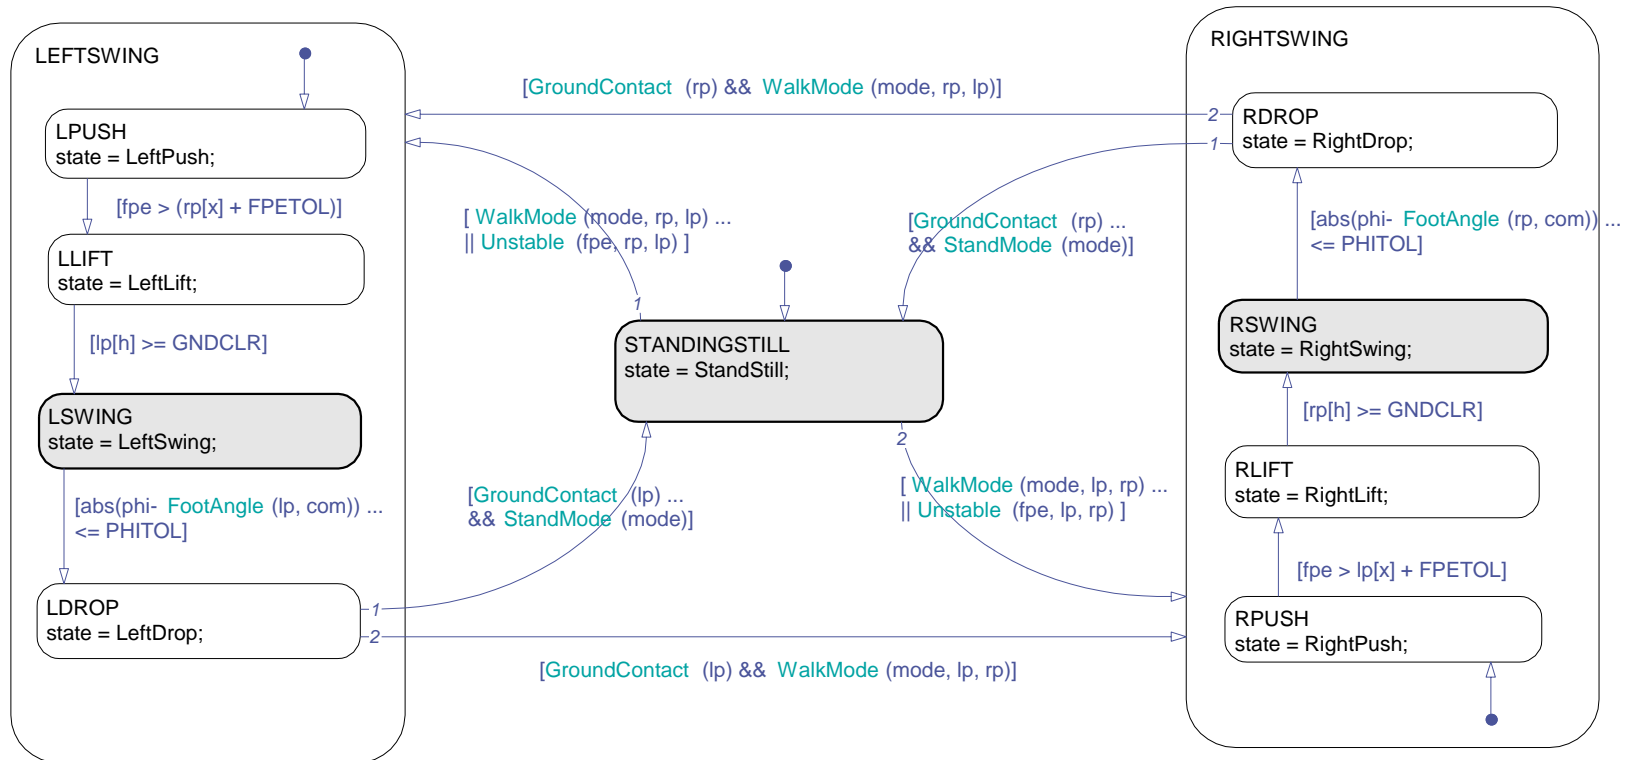 LEFTSWING
LPUSH
state = LeftPush;
[fpe > (rp[x] + FPETOL)]
LLIFT
state = LeftLift;
[lp[h] >= GNDCLR]
LSWING
state = LeftSwing;
[abs(phi- FootAngle (lp, com)) ...
<= PHITOL]
LDROP
state = LeftDrop;
1
2
[GroundContact (rp) && WalkMode (mode, rp, lp)]
[ WalkMode (mode, rp, lp) ...
|| Unstable (fpe, rp, lp) ]
1
[GroundContact (rp) ...
&& StandMode (mode)]
STANDINGSTILL
state = StandStill;
2
[GroundContact (lp) ...
&& StandMode (mode)]
[ WalkMode (mode, lp, rp) ...
|| Unstable (fpe, lp, rp) ]
[GroundContact (lp) && WalkMode (mode, lp, rp)]
RIGHTSWING
2
1
RDROP
state = RightDrop;
[abs(phi- FootAngle (rp, com)) ...
<= PHITOL]
RSWING
state = RightSwing;
[rp[h] >= GNDCLR]
RLIFT
state = RightLift;
[fpe > lp[x] + FPETOL]
RPUSH
state = RightPush;